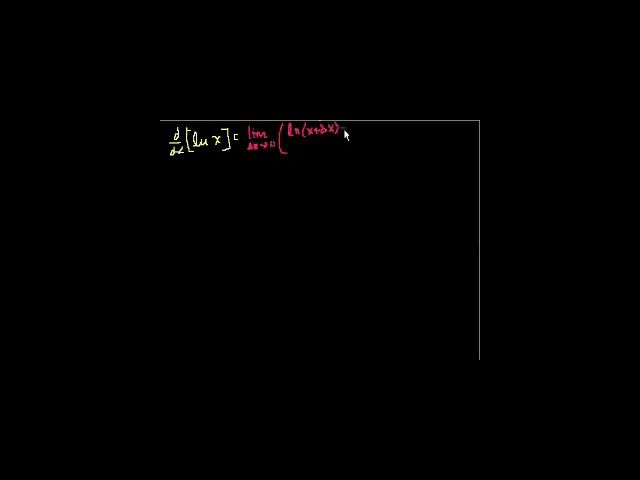 d/dx [ln x] = lim Δx→0 ( ln(x+Δx) -